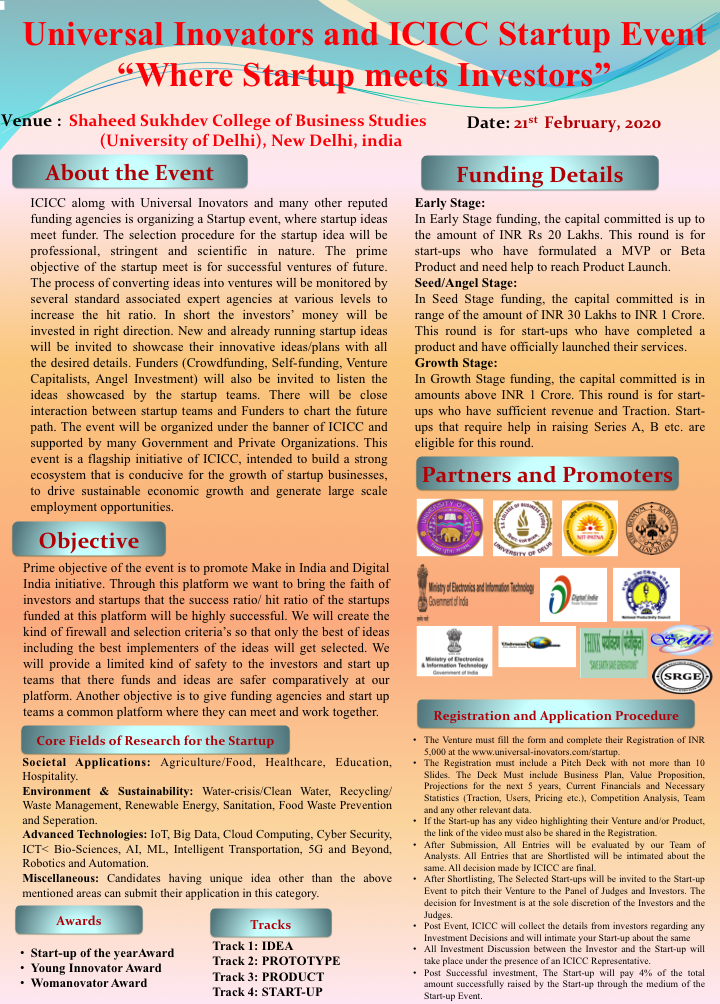 Universal Inovators and ICICC Startup Event
“Where Startup meets Investors”
Venue : Shaheed Sukhdev College of Business Studies
(University of Delhi), New Delhi, india
Date: 21st February, 2020
About the Event
ICICC alomg with Universal Inovators and many other reputed
funding agencies is organizing a Startup event, where startup ideas
meet funder. The selection procedure for the startup idea will be
professional, stringent and scientific in nature. The prime
objective of the startup meet is for successful ventures of future.
The process of converting ideas into ventures will be monitored by
several standard associated expert agencies at various levels to
increase the hit ratio. In short the investors’ money will be
invested in right direction. New and already running startup ideas
will be invited to showcase their innovative ideas/plans with all
the desired details. Funders (Crowdfunding, Self-funding, Venture
Capitalists, Angel Investment) will also be invited to listen the
ideas showcased by the startup teams. There will be close
interaction between startup teams and Funders to chart the future
path. The event will be organized under the banner of ICICC and
supported by many Government and Private Organizations. This
event is a flagship initiative of ICICC, intended to build a strong
ecosystem that is conducive for the growth of startup businesses,
to drive sustainable economic growth and generate large scale
employment opportunities.
Objective
Prime objective of the event is to promote Make in India and Digital
India initiative. Through this platform we want to bring the faith of
investors and startups that the success ratio/ hit ratio of the startups
funded at this platform will be highly successful. We will create the
kind of firewall and selection criteria’s so that only the best of ideas
including the best implementers of the ideas will get selected. We
will provide a limited kind of safety to the investors and start up
teams that there funds and ideas are safer comparatively at our
platform. Another objective is to give funding agencies and start up
teams a common platform where they can meet and work together.
Core Fields of Research for the Startup
Societal Applications: Agriculture/Food, Healthcare, Education,
Hospitality.
Environment & Sustainability: Water-crisis/Clean Water, Recycling/
Waste Management, Renewable Energy, Sanitation, Food Waste Prevention
and Seperation.
Advanced Technologies: IoT, Big Data, Cloud Computing, Cyber Security,
ICT< Bio-Sciences, AI, ML, Intelligent Transportation, 5G and Beyond,
Robotics and Automation.
Miscellaneous: Candidates having unique idea other than the above
mentioned areas can submit their application in this category.
Awards
• Start-up of the yearAward
• Young Innovator Award
• Womanovator Award
Tracks
Track 1: IDEA
Track 2: PROTOTYPE
Track 3: PRODUCT
Track 4: START-UP
Funding Details
Early Stage:
In Early Stage funding, the capital committed is up to
the amount of INR Rs 20 Lakhs. This round is for
start-ups who have formulated a MVP or Beta
Product and need help to reach Product Launch.
Seed/Angel Stage:
In Seed Stage funding, the capital committed is in
range of the amount of INR 30 Lakhs to INR 1 Crore.
This round is for start-ups who have completed a
product and have officially launched their services.
Growth Stage:
In Growth Stage funding, the capital committed is in
amounts above INR 1 Crore. This round is for start-
ups who have sufficient revenue and Traction. Start-
ups that require help in raising Series A, B etc. are
eligible for this round.
Partners and Promoters
UNIVERSITY OF DELHI
UNIVERSITY OF DELHI
NIT PATNA
Ministry of Electronics and Information Technology
Government of India
Digital India
National Productivity Council
Ministry of Electronics
& Information Technology
Government of India
THINK
"SAVE EARTH SAVE GENERATIONS"
SRGE
Registration and Application Procedure
• The Venture must fill the form and complete their Registration of INR
5,000 at the www.universal-inovators.com/startup.
• The Registration must include a Pitch Deck with not more than 10
Slides. The Deck Must include Business Plan, Value Proposition,
Projections for the next 5 years, Current Financials and Necessary
Statistics (Traction, Users, Pricing etc.), Competition Analysis, Team
and any other relevant data.
• If the Start-up has any video highlighting their Venture and/or Product,
the link of the video must also be shared in the Registration.
• After Submission, All Entries will be evaluated by our Team of
Analysts. All Entries that are Shortlisted will be intimated about the
same. All decision made by ICICC are final.
• After Shortlisting, The Selected Start-ups will be invited to the Start-up
Event to pitch their Venture to the Panel of Judges and Investors. The
decision for Investment is at the sole discretion of the Investors and the
Judges.
• Post Event, ICICC will collect the details from investors regarding any
Investment Decisions and will intimate your Start-up about the same
• All Investment Discussion between the Investor and the Start-up will
take place under the presence of an ICICC Representative.
• Post Successful investment, The Start-up will pay 4% of the total
amount successfully raised by the Start-up through the medium of the
Start-up Event.